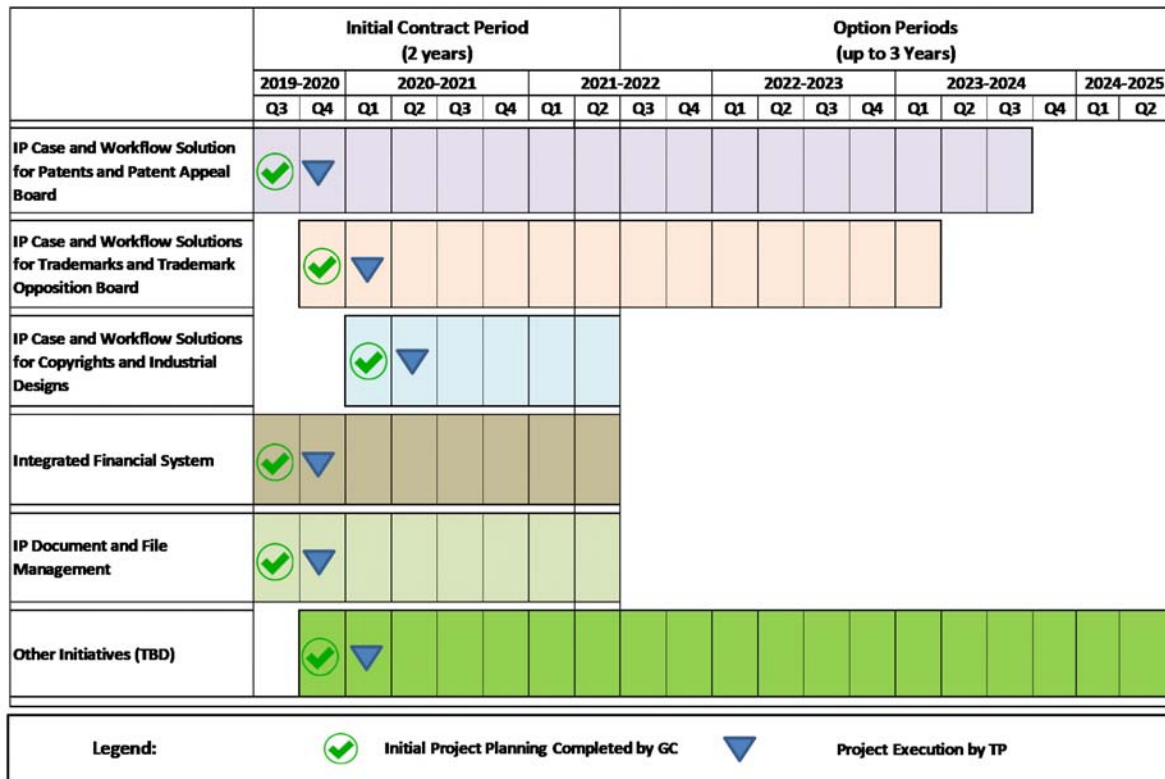 Initial Contract Period
(2 years)
Option Periods
(up to 3 Years)
2019-2020 2020-2021 2021-2022 2022-2023 2023-2024 2024-2025
Q3 Q4 Q1 Q2 Q3 Q4 Q1 Q2 Q3 Q4 Q1 Q2 Q3 Q4 Q1 Q2 Q3 Q4 Q1 Q2
IP Case and Workflow Solution
for Patents and Patent Appeal
Board
IP Case and Workflow Solutions
for Trademarks and Trademark
Opposition Board
IP Case and Workflow Solutions
for Copyrights and Industrial
Designs
Integrated Financial System
IP Document and File
Management
Other Initiatives (TBD)
Legend: Initial Project Planning Completed by GC Project Execution by TP